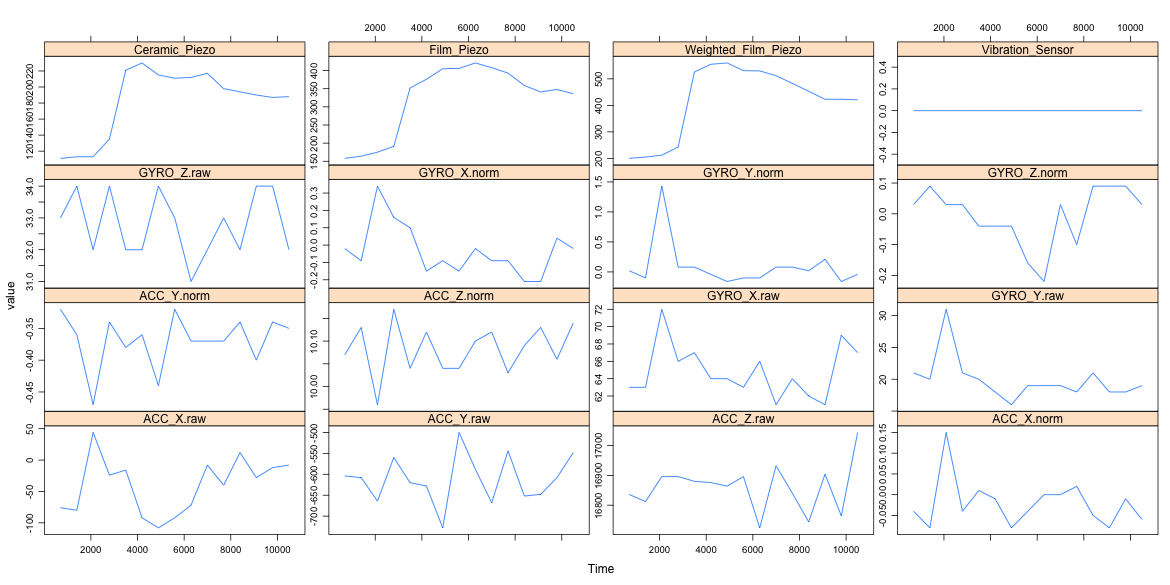 2000 4000 6000 8000 10000 2000 4000 6000 8000 10000
Ceramic_Piezo Film_Piezo Weighted_Film_Piezo Vibration_Sensor
120 140 160 180 200 220
150 200 250 300 350 400
200 300 400 500
-0.4 -0.2 0.0 0.2 0.4
GYRO_Z.raw GYRO_X.norm GYRO_Y.norm GYRO_Z.norm
31.0 32.0 33.0 34.0
-0.2 -0.1 0.0 0.1 0.2 0.3
0.0 0.5 1.0 1.5
-0.2 -0.1 0.0 0.1
ACC_Y.norm ACC_Z.norm GYRO_X.raw GYRO_Y.raw
-0.45 -0.40 -0.35
10.00 10.10
62 64 66 68 70 72
20 25 30
ACC_X.raw ACC_Y.raw ACC_Z.raw ACC_X.norm
-100 -50 0 50
-700 -650 -600 -550 -500
16800 16900 17000
-0.05 0.00 0.05 0.10 0.15
value
2000 4000 6000 8000 10000 2000 4000 6000 8000 10000
Time